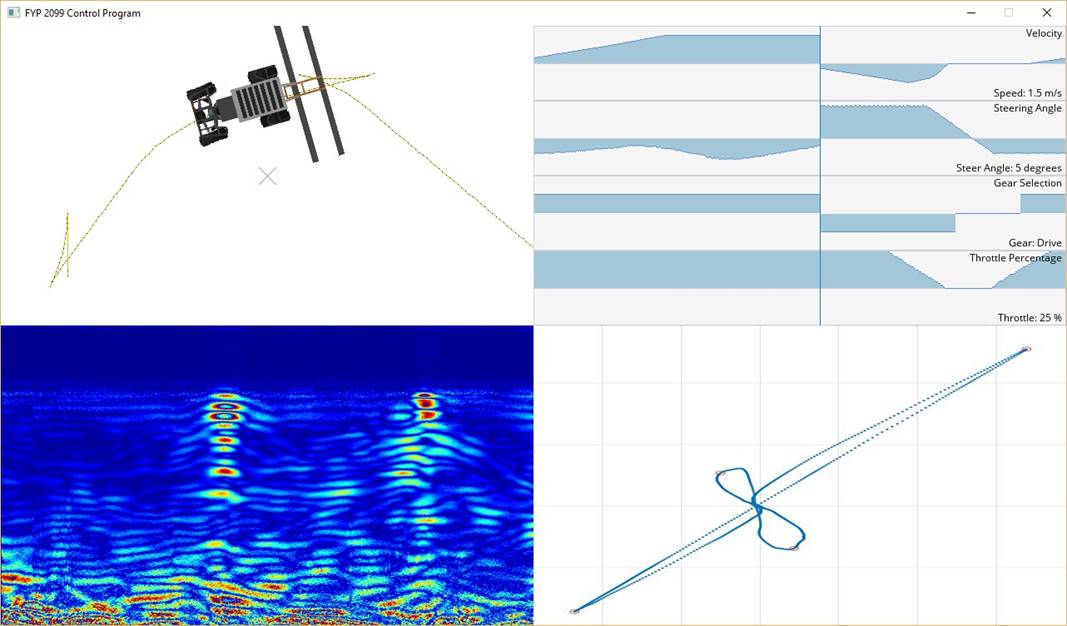 FYP 2099 Control Program
Velocity
Speed: 1.5 m/s
Steering Angle
Steer Angle: 5 degrees
Gear Selection
Gear: Drive
Throttle Percentage
Throttle: 25 %